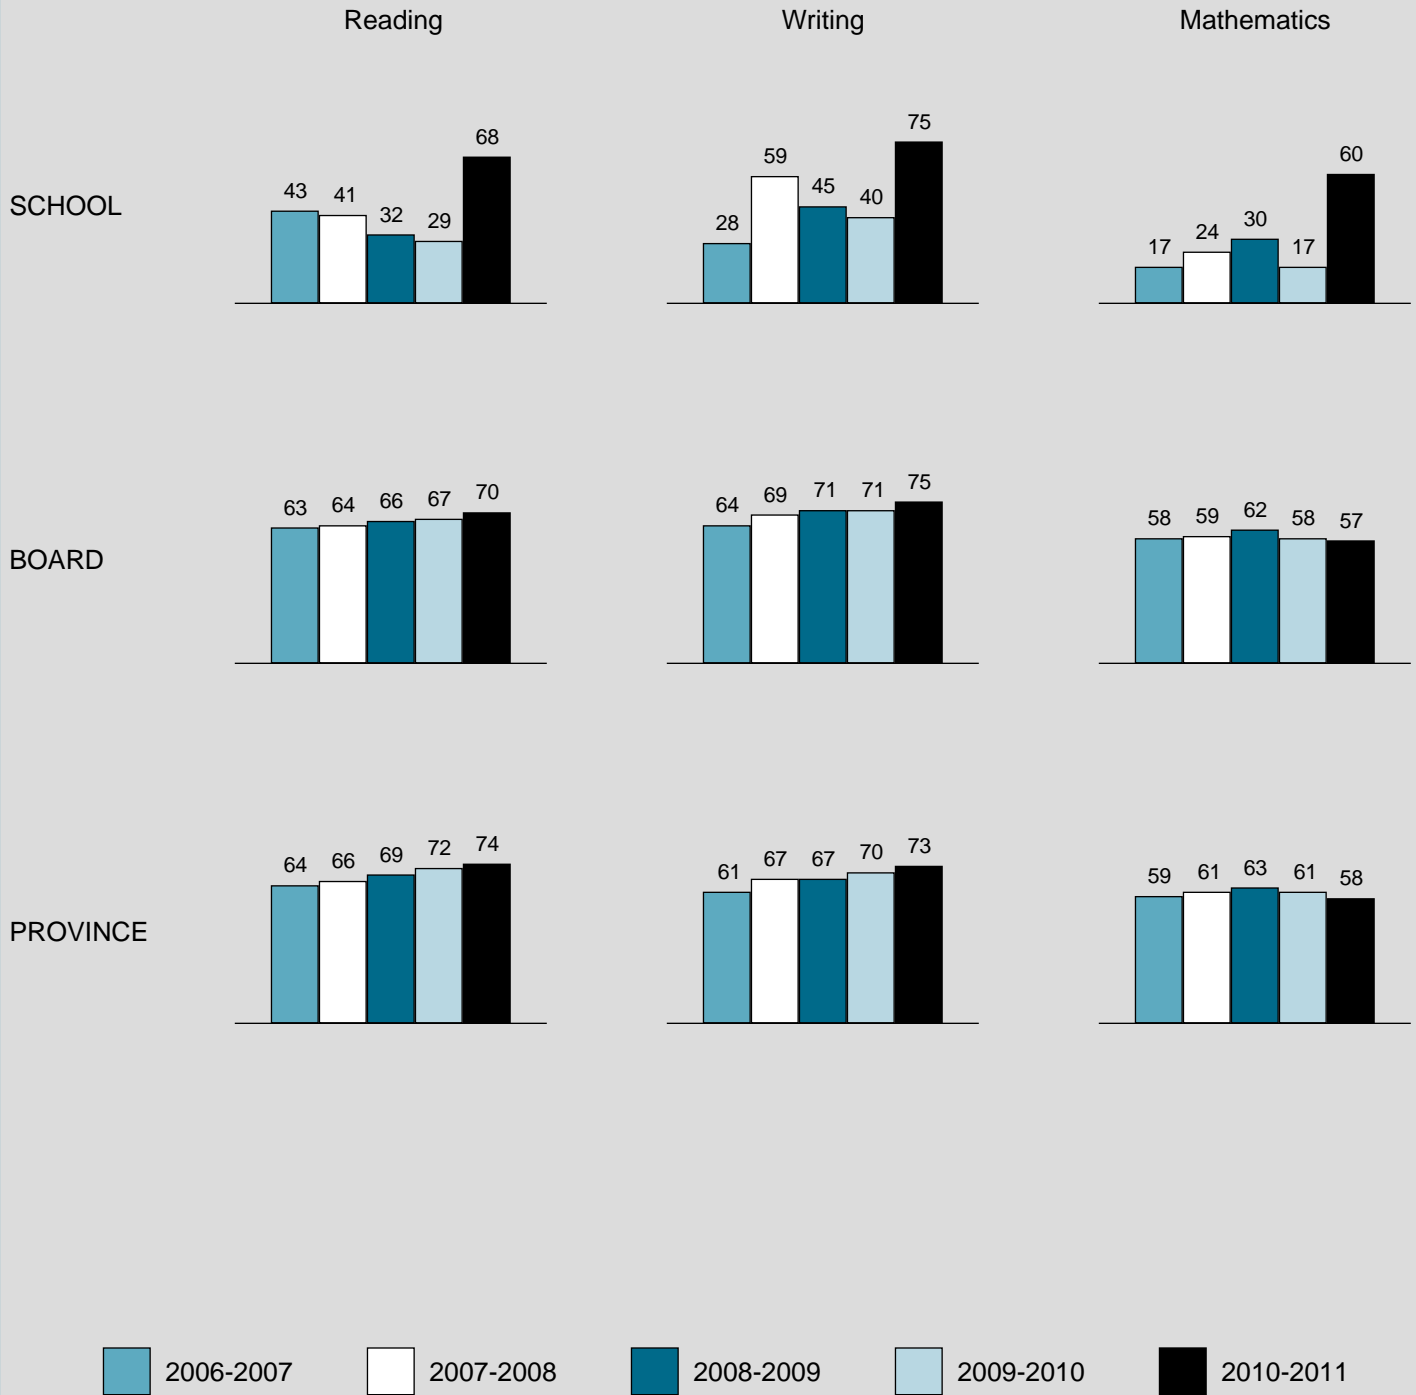 Reading Writing Mathematics
SCHOOL
43 41 32 29 68
28 59 45 40 75
17 24 30 17 60
BOARD
63 64 66 67 70
64 69 71 71 75
58 59 62 58 57
PROVINCE
64 66 69 72 74
61 67 67 70 73
59 61 63 61 58
2006-2007 2007-2008 2008-2009 2009-2010 2010-2011